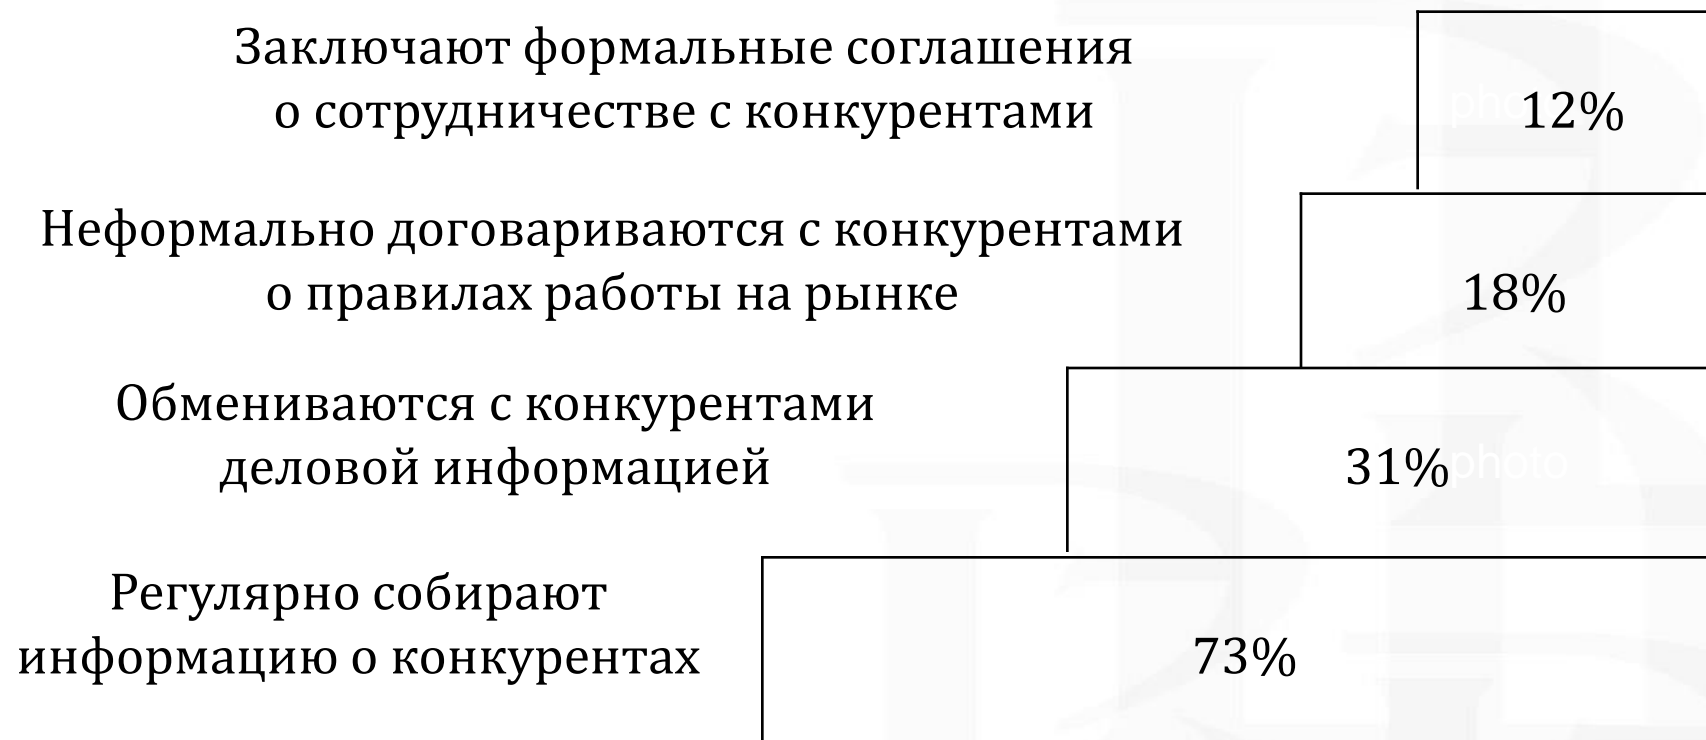 Заключают формальные соглашения
о сотрудничестве с конкурентами
12%
Неформально договариваются с конкурентами
о правилах работы на рынке
18%
Обмениваются с конкурентами
деловой информацией
31%
photo
Регулярно собирают
информацию о конкурентах
73%